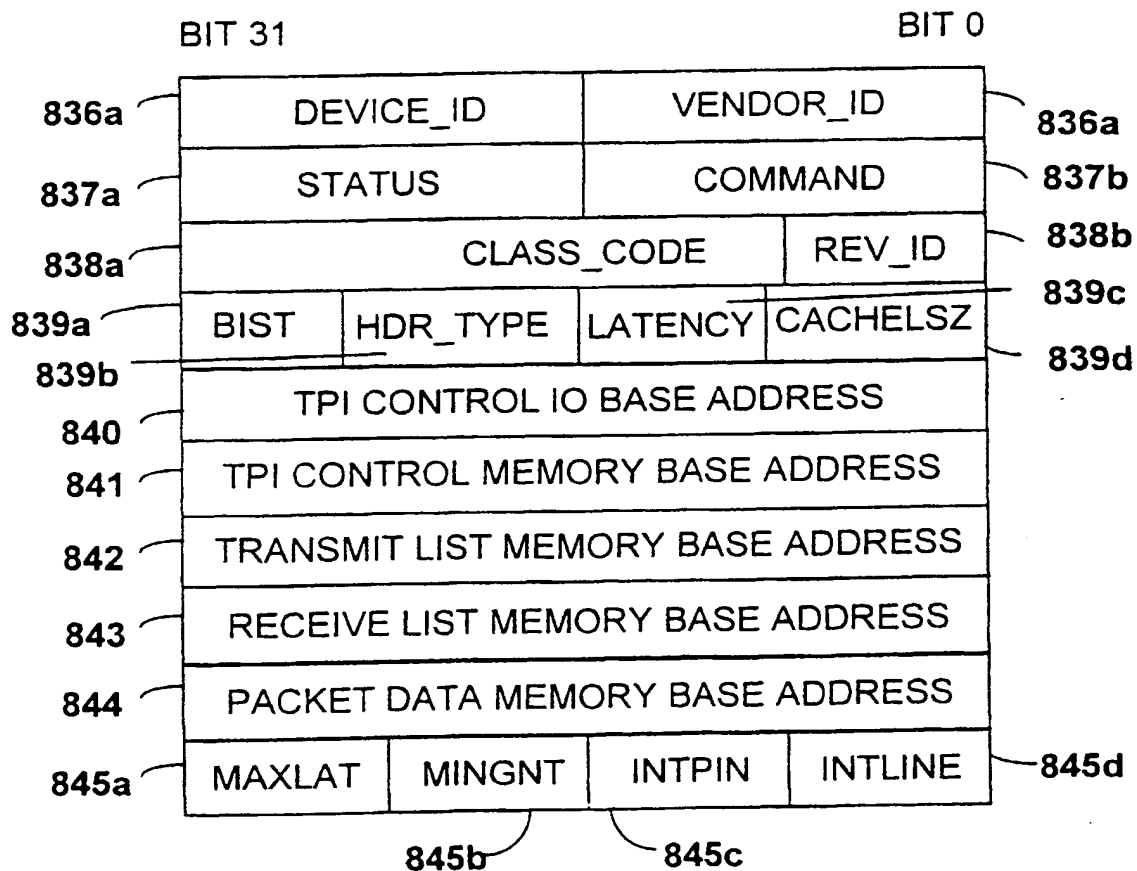 BIT 31 BIT 0
836a DEVICE_ID VENDOR_ID 836a
837a STATUS COMMAND 837b
838a CLASS_CODE REV_ID 838b
839a BIST HDR_TYPE LATENCY CACHELSZ 839c
839b 839d
840 TPI CONTROL IO BASE ADDRESS
841 TPI CONTROL MEMORY BASE ADDRESS
842 TRANSMIT LIST MEMORY BASE ADDRESS
843 RECEIVE LIST MEMORY BASE ADDRESS
844 PACKET DATA MEMORY BASE ADDRESS
845a MAXLAT MINGNT INTPIN INTLINE 845d
845b 845c